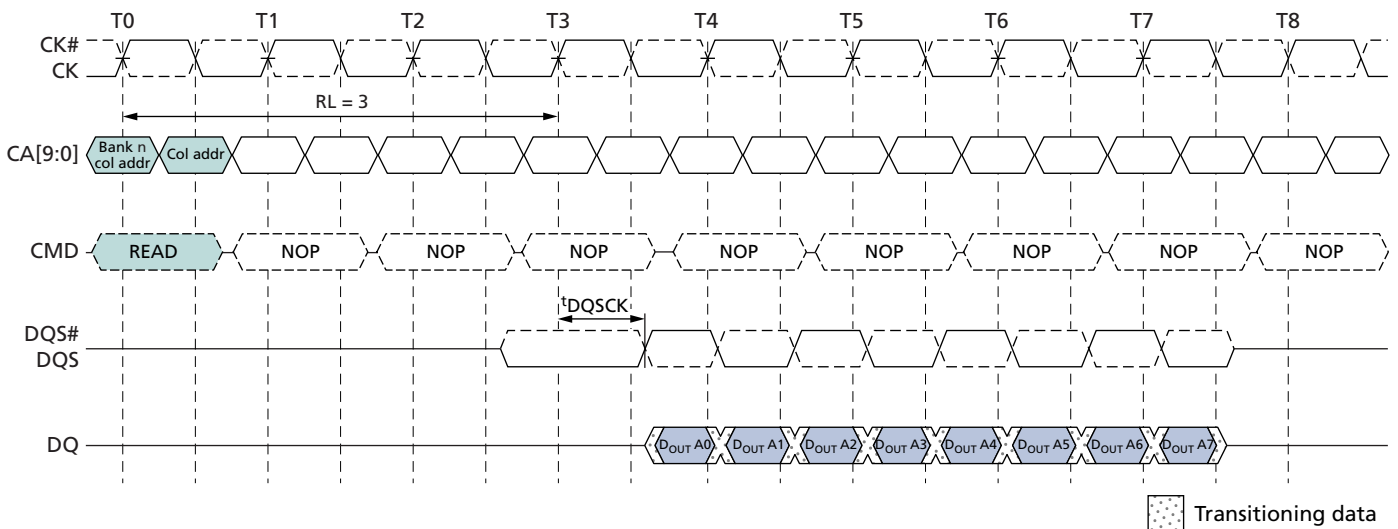 T0 T1 T2 T3 T4 T5 T6 T7 T8
CK#
CK
RL = 3
CA[9:0] Bank n col addr Col addr
CMD READ NOP NOP NOP NOP NOP NOP NOP NOP
tDQSCK
DQS#
DQS
DQ DOUT A0 DOUT A1 DOUT A2 DOUT A3 DOUT A4 DOUT A5 DOUT A6 DOUT A7
Transitioning data